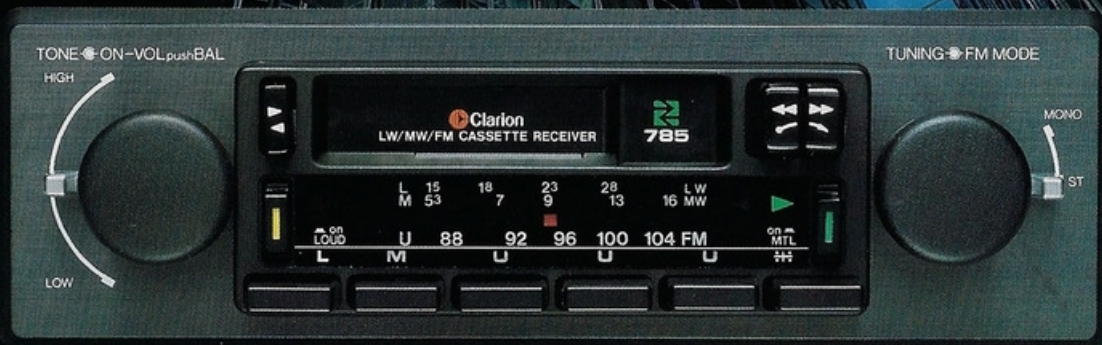 TONE ON-VOL pushBAL
TUNING FM MODE
HIGH
LOW
MONO
ST
Clarion
LW/MW/FM CASSETTE RECEIVER
785
L 15 18 23 28 LW
M 53 7 9 13 16 MW
on
LOUD
U 88 92 96 100 104 FM
on
MTL
L M U U U